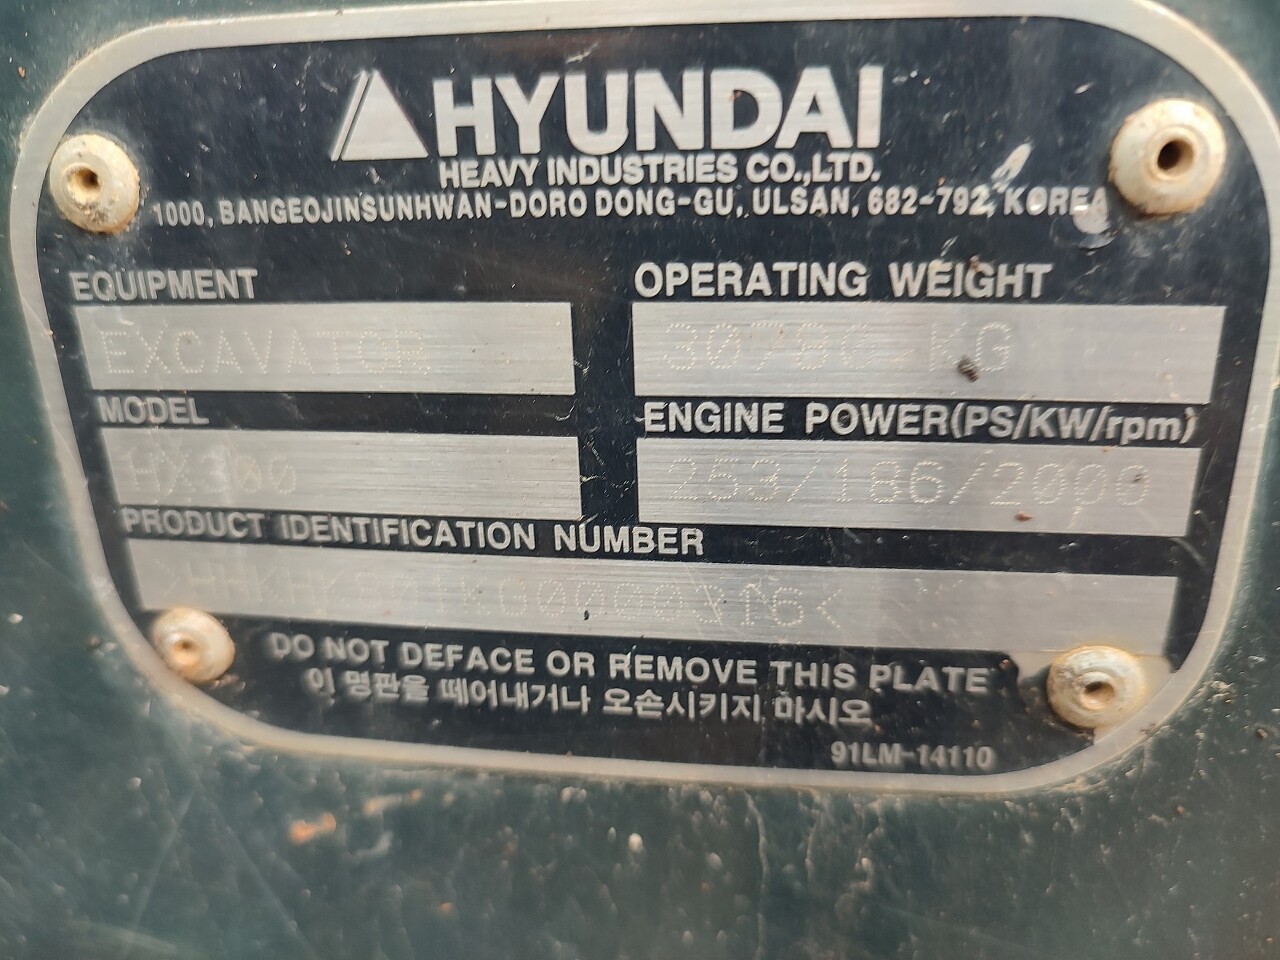 HYUNDAI
HEAVY INDUSTRIES CO.,LTD.
1000, BANGEOJINSUNHWAN-DORO DONG-GU, ULSAN, 682-792, KOREA
EQUIPMENT
OPERATING WEIGHT
EXCAVATOR
KG
MODEL
ENGINE POWER(PS/KW/rpm)
HX300
253/186/2000
PRODUCT IDENTIFICATION NUMBER
DO NOT DEFACE OR REMOVE THIS PLATE
이 명판을 떼어내거나 오손시키지 마시오
91LM-14110